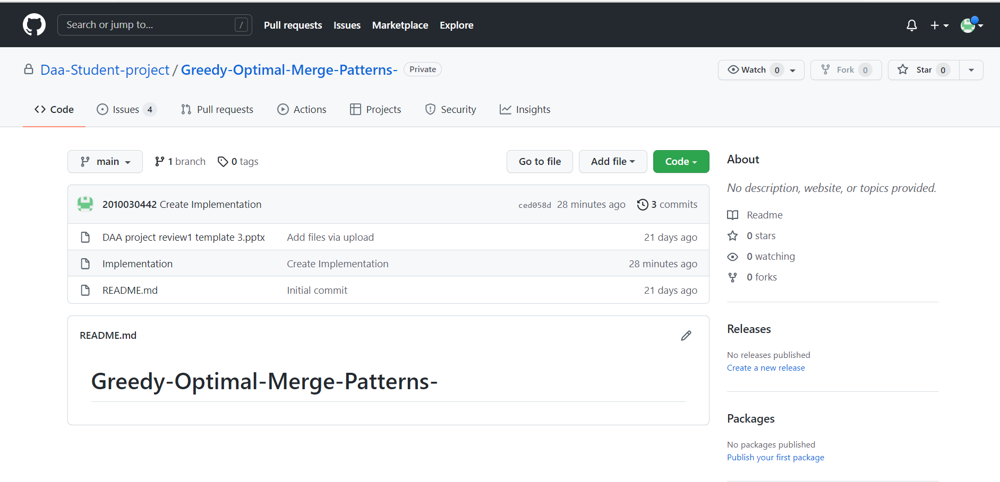 Search or jump to... /
Pull requests Issues Marketplace Explore
Daa-Student-project / Greedy-Optimal-Merge-Patterns- Private
Watch 0 Fork 0 Star 0
Code Issues 4 Pull requests Actions Projects Security Insights
main 1 branch 0 tags
Go to file Add file Code
2010030442 Create Implementation ced058d 28 minutes ago 3 commits
DAA project review1 template 3.pptx Add files via upload 21 days ago
Implementation Create Implementation 28 minutes ago
README.md Initial commit 21 days ago
README.md
Greedy-Optimal-Merge-Patterns-
About
No description, website, or topics provided.
Readme
0 stars
0 watching
0 forks
Releases
No releases published
Create a new release
Packages
No packages published
Publish your first package